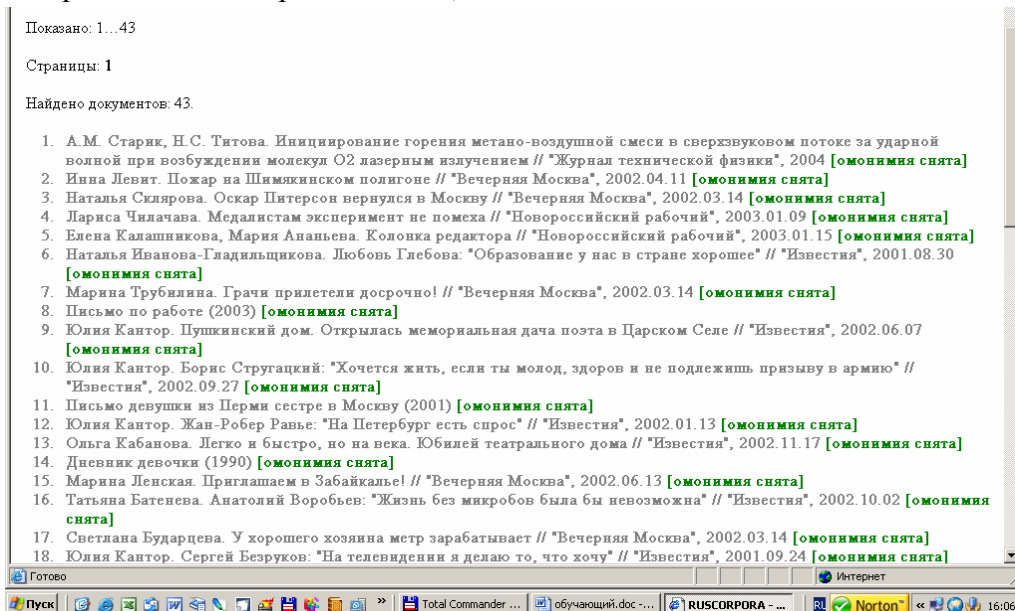 Показано: 1...43
Страницы: 1
Найдено документов: 43.
1. А.М. Старик, Н.С. Титова. Инициирование горения метано-воздушной смеси в сверхзвуковом потоке за ударной
волной при возбуждении молекул O2 лазерным излучением // "Журнал технической физики", 2004 [омонимия снята]
2. Инна Левит. Пожар на Шимякинском полигоне // "Вечерняя Москва", 2002.04.11 [омонимия снята]
3. Наталья Склярова. Оскар Питерсон вернулся в Москву // "Вечерняя Москва", 2002.03.14 [омонимия снята]
4. Лариса Чилачава. Медалистам эксперимент не помеха // "Новороссийский рабочий", 2003.01.09 [омонимия снята]
5. Елена Калашникова, Мария Ананьева. Колонка редактора // "Новороссийский рабочий", 2003.01.15 [омонимия снята]
6. Наталья Иванова-Гладильщикова. Любовь Глебова: "Образование у нас в стране хорошее" // "Известия", 2001.08.30
[омонимия снята]
7. Марина Трубилина. Грачи прилетели досрочно! // "Вечерняя Москва", 2002.03.14 [омонимия снята]
8. Письмо по работе (2003) [омонимия снята]
9. Юлия Кантор. Пушкинский дом. Открылась мемориальная дача поэта в Царском Селе // "Известия", 2002.06.07
[омонимия снята]
10. Юлия Кантор. Борис Стругацкий: "Хочется жить, если ты молод, здоров и не подлежишь призыву в армию" //
"Известия", 2002.09.27 [омонимия снята]
11. Письмо девушки из Перми сестре в Москву (2001) [омонимия снята]
12. Юлия Кантор. Жан-Робер Равье: "На Петербург есть спрос" // "Известия", 2002.01.13 [омонимия снята]
13. Ольга Кабанова. Легко и быстро, но на века. Юбилей театрального дома // "Известия", 2002.11.17 [омонимия снята]
14. Дневник девочки (1990) [омонимия снята]
15. Марина Ленская. Приглашаем в Забайкалье! // "Вечерняя Москва", 2002.06.13 [омонимия снята]
16. Татьяна Батенева. Анатолий Воробьев: "Жизнь без микробов была бы невозможна" // "Известия", 2002.10.02 [омонимия
снята]
17. Светлана Бударцева. У хорошего хозяина метр зарабатывает // "Вечерняя Москва", 2002.03.14 [омонимия снята]
18. Юлия Кантор. Сергей Безруков: "На телевидении я делаю то, что хочу" // "Известия", 2001.09.24 [омонимия снята]
Готово Интернет
Пуск » Total Commander ... обучающий.doc -... RUSCORPORA - ... RU Norton « 16:06